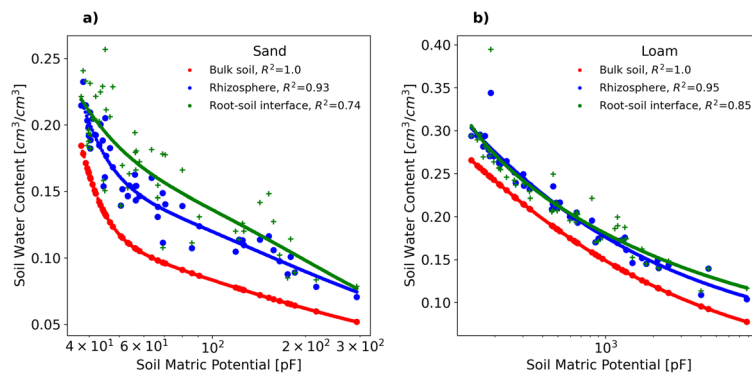 a)
Sand
Bulk soil, R²=1.0
Rhizosphere, R²=0.93
Root-soil interface, R²=0.74
Soil Water Content [cm³/cm³]
0.25
0.20
0.15
0.10
0.05
4 × 10¹ 6 × 10¹ 10² 2 × 10² 3 × 10²
Soil Matric Potential [pF]
b)
Loam
Bulk soil, R²=1.0
Rhizosphere, R²=0.95
Root-soil interface, R²=0.85
Soil Water Content [cm³/cm³]
0.40
0.35
0.30
0.25
0.20
0.15
0.10
10³
Soil Matric Potential [pF]